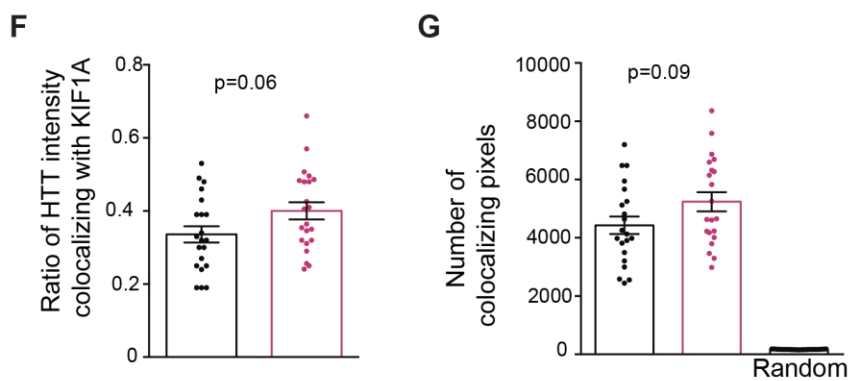 F
Ratio of HTT intensity
colocalizing with KIF1A
0.8
0.6
0.4
0.2
0
p=0.06
G
Number of
colocalizing pixels
10000
8000
6000
4000
2000
0
p=0.09
Random